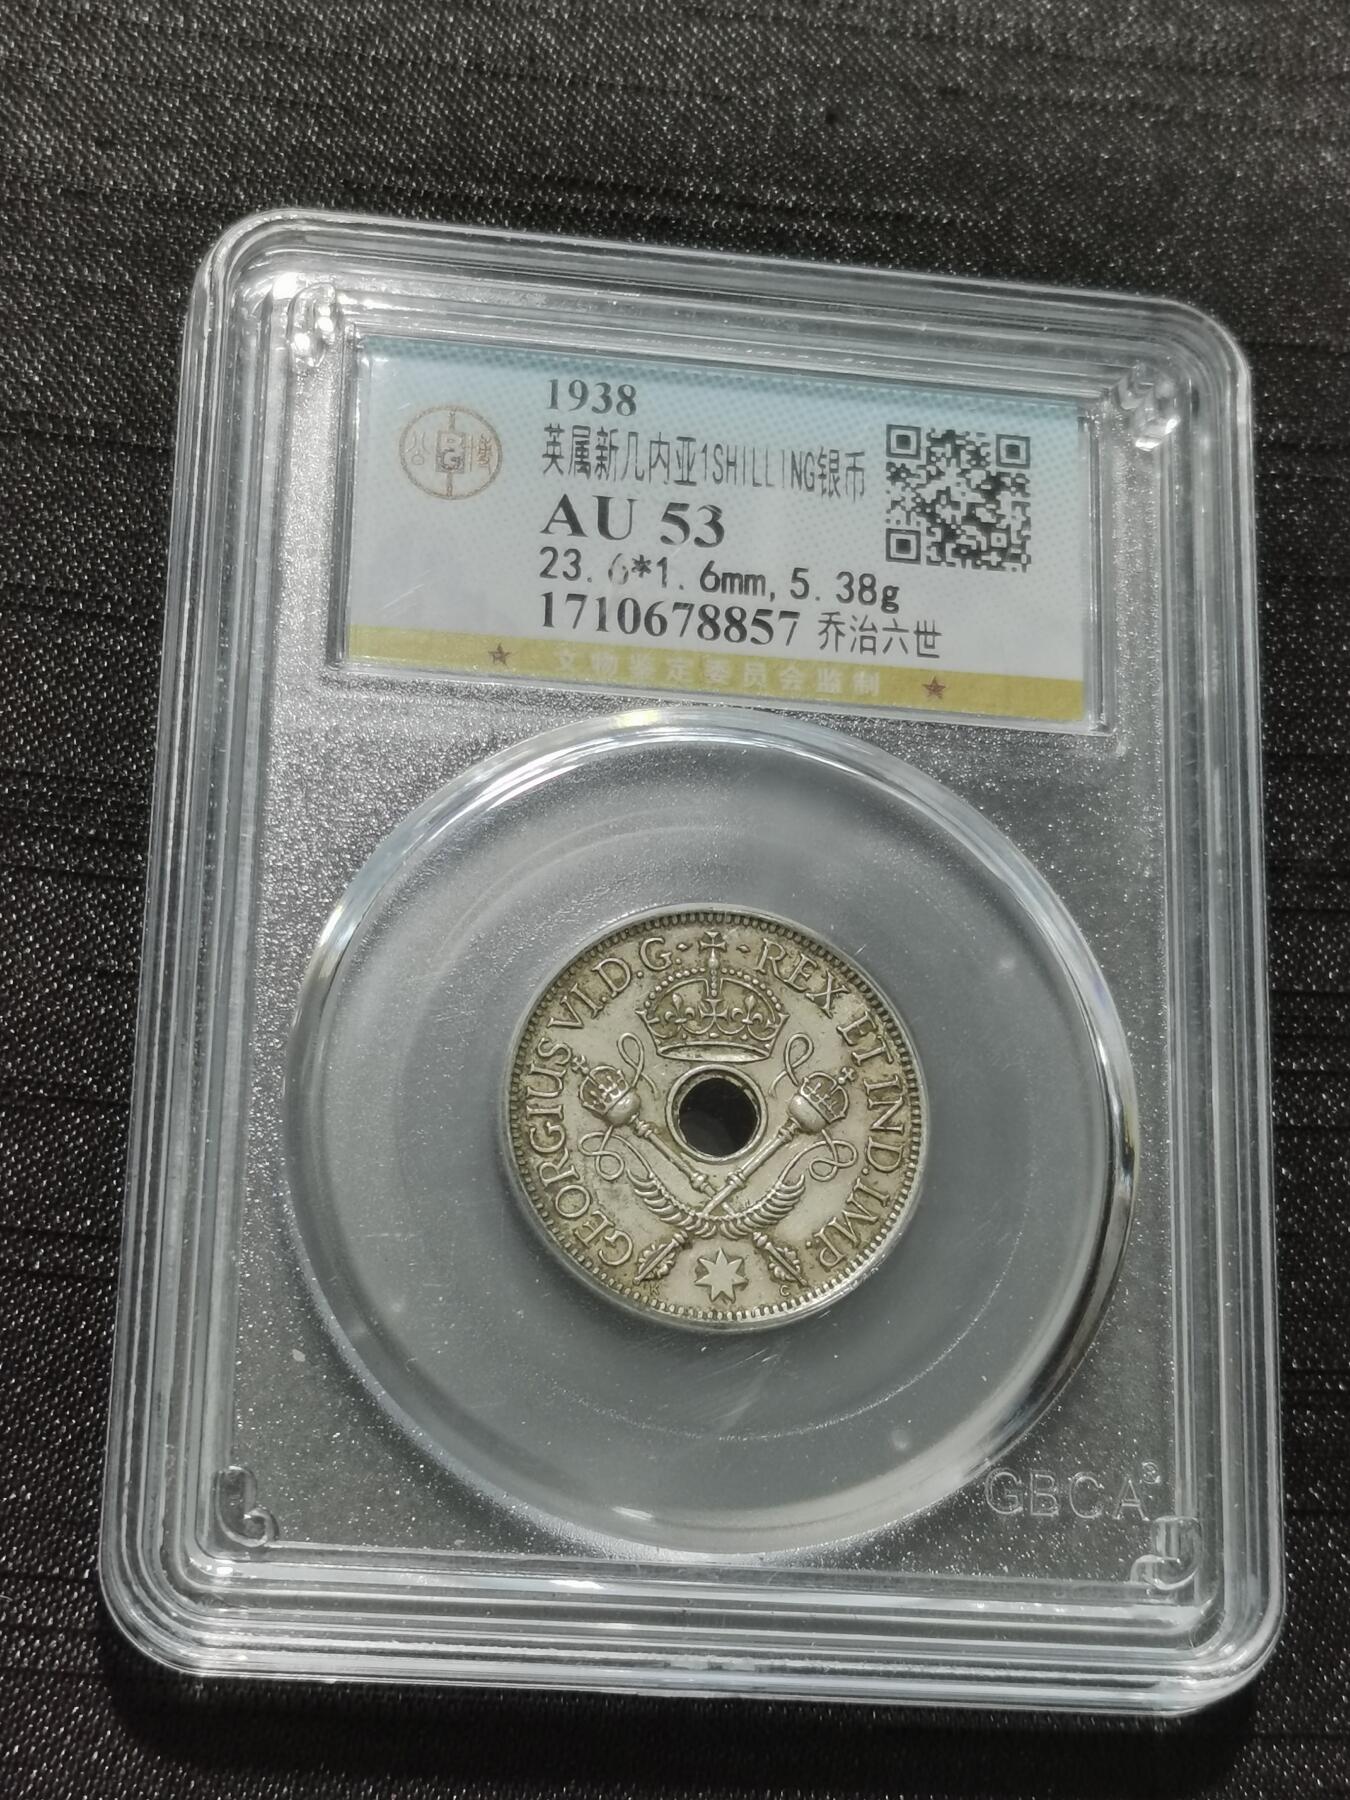 1938
英属新几内亚1SHILLING银币
AU 53
23.6*1.6mm,5.38g
1710678857 乔治六世
★ 文物鉴定委员会监制 ★
公 博
GEORGIUS VI.D.G. REX ET IND.IMP.
K G
GBCA®